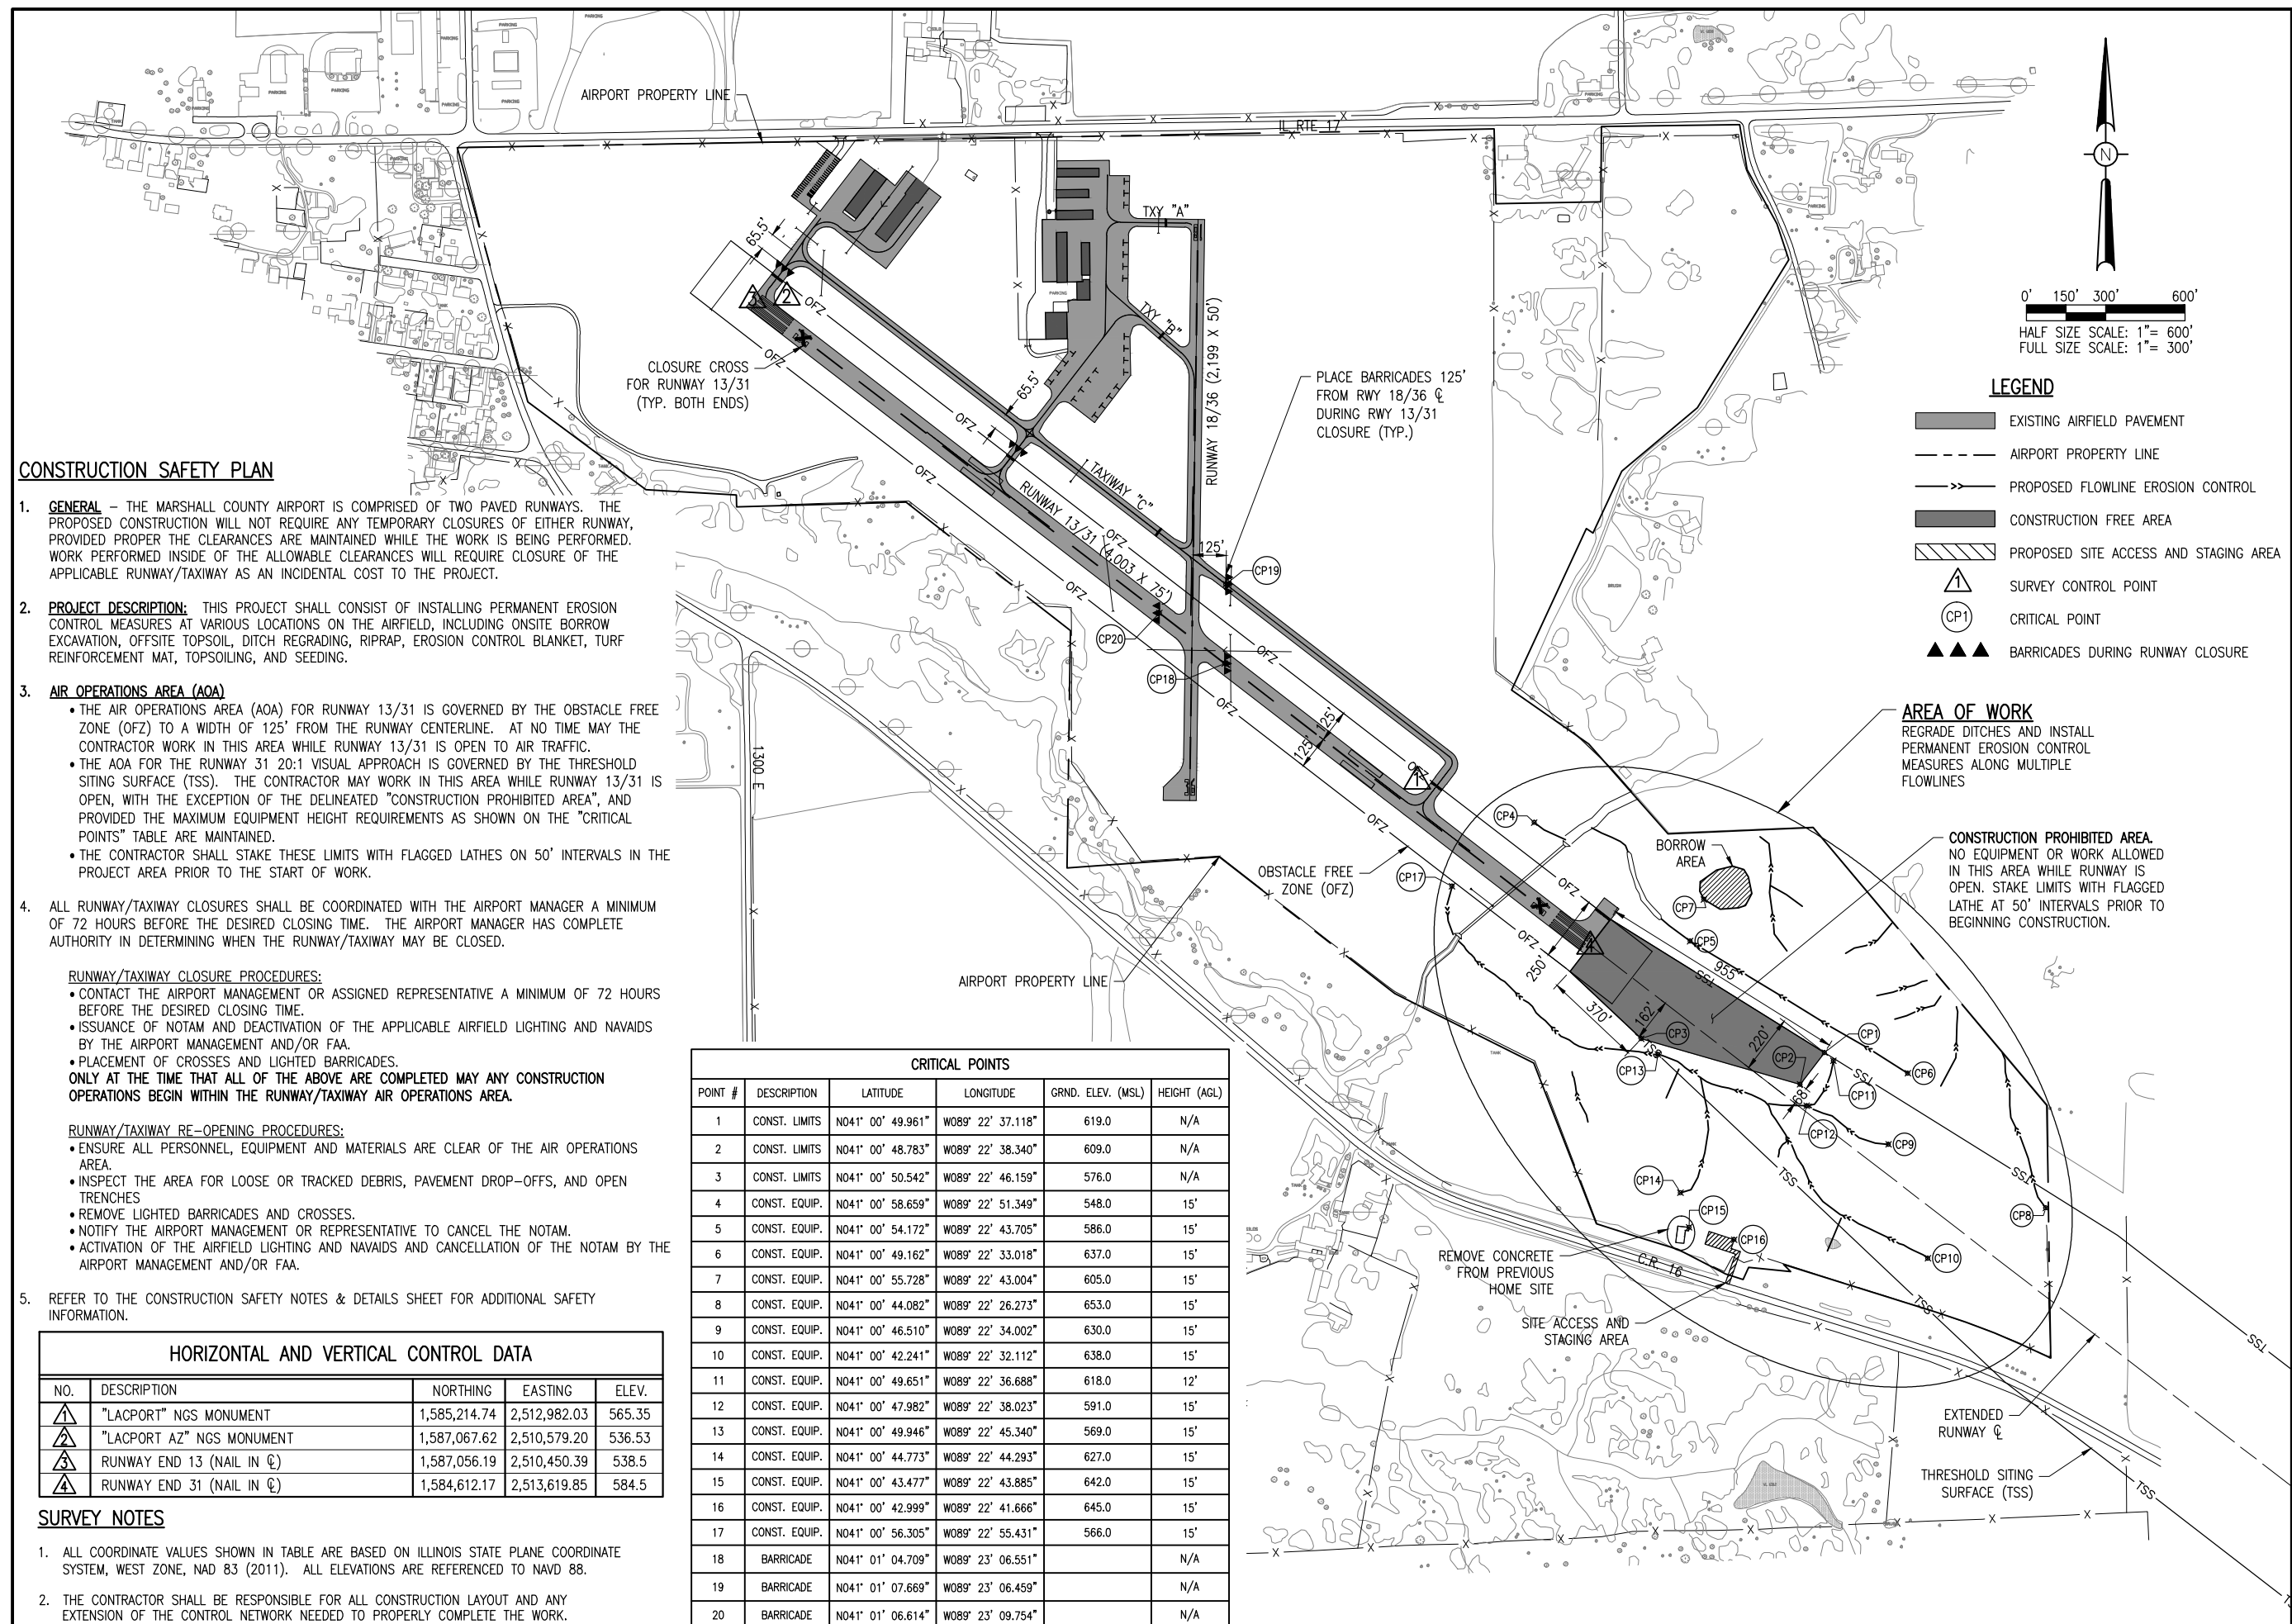 AIRPORT PROPERTY LINE
IL RTE 17
TXY "A"
65.5'
OFZ
TXY "B"
CLOSURE CROSS
FOR RUNWAY 13/31
(TYP. BOTH ENDS)
65.5'
RUNWAY 18/36 (2,199 X 50')
PLACE BARRICADES 125'
FROM RWY 18/36 ℄
DURING RWY 13/31
CLOSURE (TYP.)
TAXIWAY "C"
RUNWAY 13/31 (4,003 X 75')
125'
CP19
CP20
CP18
125'
125'
1300 E
N
0' 150' 300' 600'
HALF SIZE SCALE: 1"= 600'
FULL SIZE SCALE: 1"= 300'
LEGEND
EXISTING AIRFIELD PAVEMENT
AIRPORT PROPERTY LINE
PROPOSED FLOWLINE EROSION CONTROL
CONSTRUCTION FREE AREA
PROPOSED SITE ACCESS AND STAGING AREA
1 SURVEY CONTROL POINT
CP1 CRITICAL POINT
BARRICADES DURING RUNWAY CLOSURE
AREA OF WORK
REGRADE DITCHES AND INSTALL
PERMANENT EROSION CONTROL
MEASURES ALONG MULTIPLE
FLOWLINES
CONSTRUCTION PROHIBITED AREA.
NO EQUIPMENT OR WORK ALLOWED
IN THIS AREA WHILE RUNWAY IS
OPEN. STAKE LIMITS WITH FLAGGED
LATHE AT 50' INTERVALS PRIOR TO
BEGINNING CONSTRUCTION.
BORROW
AREA
OBSTACLE FREE
ZONE (OFZ)
AIRPORT PROPERTY LINE
CP4
CP17
CP7
CP5
955'
TSS
250'
370'
162'
220'
68'
CP3
CP2
CP1
CP13
CP6
CP11
CP12
CP9
CP14
CP15
CP16
CP8
CP10
REMOVE CONCRETE
FROM PREVIOUS
HOME SITE
C.R. 16
SITE ACCESS AND
STAGING AREA
EXTENDED
RUNWAY ℄
THRESHOLD SITING
SURFACE (TSS)
CONSTRUCTION SAFETY PLAN
1. GENERAL – THE MARSHALL COUNTY AIRPORT IS COMPRISED OF TWO PAVED RUNWAYS. THE
PROPOSED CONSTRUCTION WILL NOT REQUIRE ANY TEMPORARY CLOSURES OF EITHER RUNWAY,
PROVIDED PROPER THE CLEARANCES ARE MAINTAINED WHILE THE WORK IS BEING PERFORMED.
WORK PERFORMED INSIDE OF THE ALLOWABLE CLEARANCES WILL REQUIRE CLOSURE OF THE
APPLICABLE RUNWAY/TAXIWAY AS AN INCIDENTAL COST TO THE PROJECT.
2. PROJECT DESCRIPTION: THIS PROJECT SHALL CONSIST OF INSTALLING PERMANENT EROSION
CONTROL MEASURES AT VARIOUS LOCATIONS ON THE AIRFIELD, INCLUDING ONSITE BORROW
EXCAVATION, OFFSITE TOPSOIL, DITCH REGRADING, RIPRAP, EROSION CONTROL BLANKET, TURF
REINFORCEMENT MAT, TOPSOILING, AND SEEDING.
3. AIR OPERATIONS AREA (AOA)
• THE AIR OPERATIONS AREA (AOA) FOR RUNWAY 13/31 IS GOVERNED BY THE OBSTACLE FREE
ZONE (OFZ) TO A WIDTH OF 125' FROM THE RUNWAY CENTERLINE. AT NO TIME MAY THE
CONTRACTOR WORK IN THIS AREA WHILE RUNWAY 13/31 IS OPEN TO AIR TRAFFIC.
• THE AOA FOR THE RUNWAY 31 20:1 VISUAL APPROACH IS GOVERNED BY THE THRESHOLD
SITING SURFACE (TSS). THE CONTRACTOR MAY WORK IN THIS AREA WHILE RUNWAY 13/31 IS
OPEN, WITH THE EXCEPTION OF THE DELINEATED "CONSTRUCTION PROHIBITED AREA", AND
PROVIDED THE MAXIMUM EQUIPMENT HEIGHT REQUIREMENTS AS SHOWN ON THE "CRITICAL
POINTS" TABLE ARE MAINTAINED.
• THE CONTRACTOR SHALL STAKE THESE LIMITS WITH FLAGGED LATHES ON 50' INTERVALS IN THE
PROJECT AREA PRIOR TO THE START OF WORK.
4. ALL RUNWAY/TAXIWAY CLOSURES SHALL BE COORDINATED WITH THE AIRPORT MANAGER A MINIMUM
OF 72 HOURS BEFORE THE DESIRED CLOSING TIME. THE AIRPORT MANAGER HAS COMPLETE
AUTHORITY IN DETERMINING WHEN THE RUNWAY/TAXIWAY MAY BE CLOSED.
RUNWAY/TAXIWAY CLOSURE PROCEDURES:
• CONTACT THE AIRPORT MANAGEMENT OR ASSIGNED REPRESENTATIVE A MINIMUM OF 72 HOURS
BEFORE THE DESIRED CLOSING TIME.
• ISSUANCE OF NOTAM AND DEACTIVATION OF THE APPLICABLE AIRFIELD LIGHTING AND NAVAIDS
BY THE AIRPORT MANAGEMENT AND/OR FAA.
• PLACEMENT OF CROSSES AND LIGHTED BARRICADES.
ONLY AT THE TIME THAT ALL OF THE ABOVE ARE COMPLETED MAY ANY CONSTRUCTION
OPERATIONS BEGIN WITHIN THE RUNWAY/TAXIWAY AIR OPERATIONS AREA.
RUNWAY/TAXIWAY RE-OPENING PROCEDURES:
• ENSURE ALL PERSONNEL, EQUIPMENT AND MATERIALS ARE CLEAR OF THE AIR OPERATIONS
AREA.
• INSPECT THE AREA FOR LOOSE OR TRACKED DEBRIS, PAVEMENT DROP-OFFS, AND OPEN
TRENCHES
• REMOVE LIGHTED BARRICADES AND CROSSES.
• NOTIFY THE AIRPORT MANAGEMENT OR REPRESENTATIVE TO CANCEL THE NOTAM.
• ACTIVATION OF THE AIRFIELD LIGHTING AND NAVAIDS AND CANCELLATION OF THE NOTAM BY THE
AIRPORT MANAGEMENT AND/OR FAA.
5. REFER TO THE CONSTRUCTION SAFETY NOTES & DETAILS SHEET FOR ADDITIONAL SAFETY
INFORMATION.
HORIZONTAL AND VERTICAL CONTROL DATA
NO. DESCRIPTION NORTHING EASTING ELEV.
1 "LACPORT" NGS MONUMENT 1,585,214.74 2,512,982.03 565.35
2 "LACPORT AZ" NGS MONUMENT 1,587,067.62 2,510,579.20 536.53
3 RUNWAY END 13 (NAIL IN ℄) 1,587,056.19 2,510,450.39 538.5
4 RUNWAY END 31 (NAIL IN ℄) 1,584,612.17 2,513,619.85 584.5
SURVEY NOTES
1. ALL COORDINATE VALUES SHOWN IN TABLE ARE BASED ON ILLINOIS STATE PLANE COORDINATE
SYSTEM, WEST ZONE, NAD 83 (2011). ALL ELEVATIONS ARE REFERENCED TO NAVD 88.
2. THE CONTRACTOR SHALL BE RESPONSIBLE FOR ALL CONSTRUCTION LAYOUT AND ANY
EXTENSION OF THE CONTROL NETWORK NEEDED TO PROPERLY COMPLETE THE WORK.
CRITICAL POINTS
POINT # DESCRIPTION LATITUDE LONGITUDE GRND. ELEV. (MSL) HEIGHT (AGL)
1 CONST. LIMITS N041° 00' 49.961" W089° 22' 37.118" 619.0 N/A
2 CONST. LIMITS N041° 00' 48.783" W089° 22' 38.340" 609.0 N/A
3 CONST. LIMITS N041° 00' 50.542" W089° 22' 46.159" 576.0 N/A
4 CONST. EQUIP. N041° 00' 58.659" W089° 22' 51.349" 548.0 15'
5 CONST. EQUIP. N041° 00' 54.172" W089° 22' 43.705" 586.0 15'
6 CONST. EQUIP. N041° 00' 49.162" W089° 22' 33.018" 637.0 15'
7 CONST. EQUIP. N041° 00' 55.728" W089° 22' 43.004" 605.0 15'
8 CONST. EQUIP. N041° 00' 44.082" W089° 22' 26.273" 653.0 15'
9 CONST. EQUIP. N041° 00' 46.510" W089° 22' 34.002" 630.0 15'
10 CONST. EQUIP. N041° 00' 42.241" W089° 22' 32.112" 638.0 15'
11 CONST. EQUIP. N041° 00' 49.651" W089° 22' 36.688" 618.0 12'
12 CONST. EQUIP. N041° 00' 47.982" W089° 22' 38.023" 591.0 15'
13 CONST. EQUIP. N041° 00' 49.946" W089° 22' 45.340" 569.0 15'
14 CONST. EQUIP. N041° 00' 44.773" W089° 22' 44.293" 627.0 15'
15 CONST. EQUIP. N041° 00' 43.477" W089° 22' 43.885" 642.0 15'
16 CONST. EQUIP. N041° 00' 42.999" W089° 22' 41.666" 645.0 15'
17 CONST. EQUIP. N041° 00' 56.305" W089° 22' 55.431" 566.0 15'
18 BARRICADE N041° 01' 04.709" W089° 23' 06.551" N/A
19 BARRICADE N041° 01' 07.669" W089° 23' 06.459" N/A
20 BARRICADE N041° 01' 06.614" W089° 23' 09.754" N/A